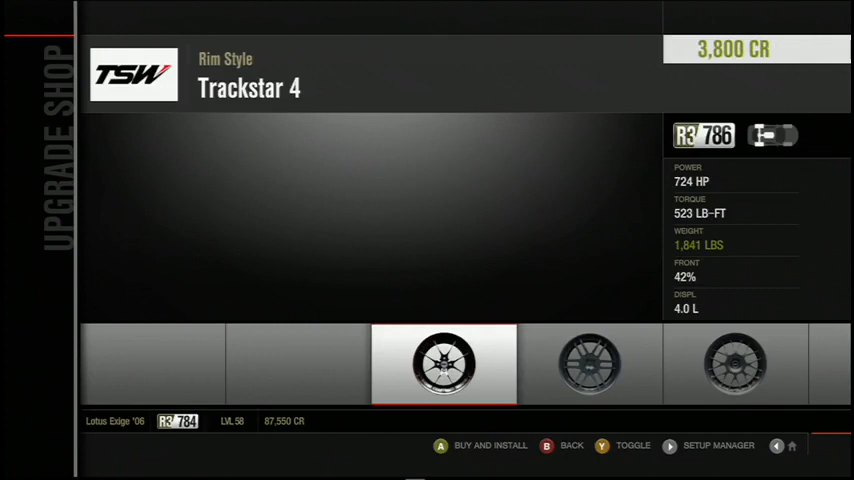 UPGRADE SHOP
TSW
Rim Style
Trackstar 4
3,800 CR
R3 786
POWER
724 HP
TORQUE
523 LB-FT
WEIGHT
1,841 LBS
FRONT
42%
DISPL
4.0 L
Lotus Exige '06 R3 784 LVL 58 87,550 CR
A BUY AND INSTALL B BACK Y TOGGLE SETUP MANAGER